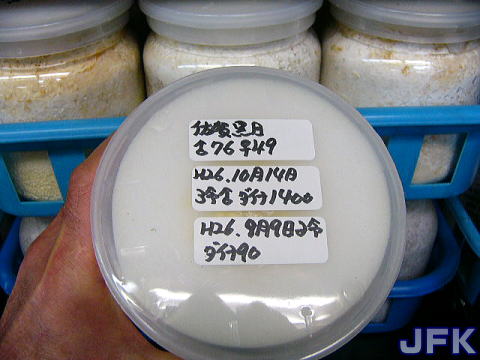 佐賀黒日
♂76♀49
H26.10月14日
3令♂ ダイナ1400
H26.9月9日2令
ダイナ90
JFK